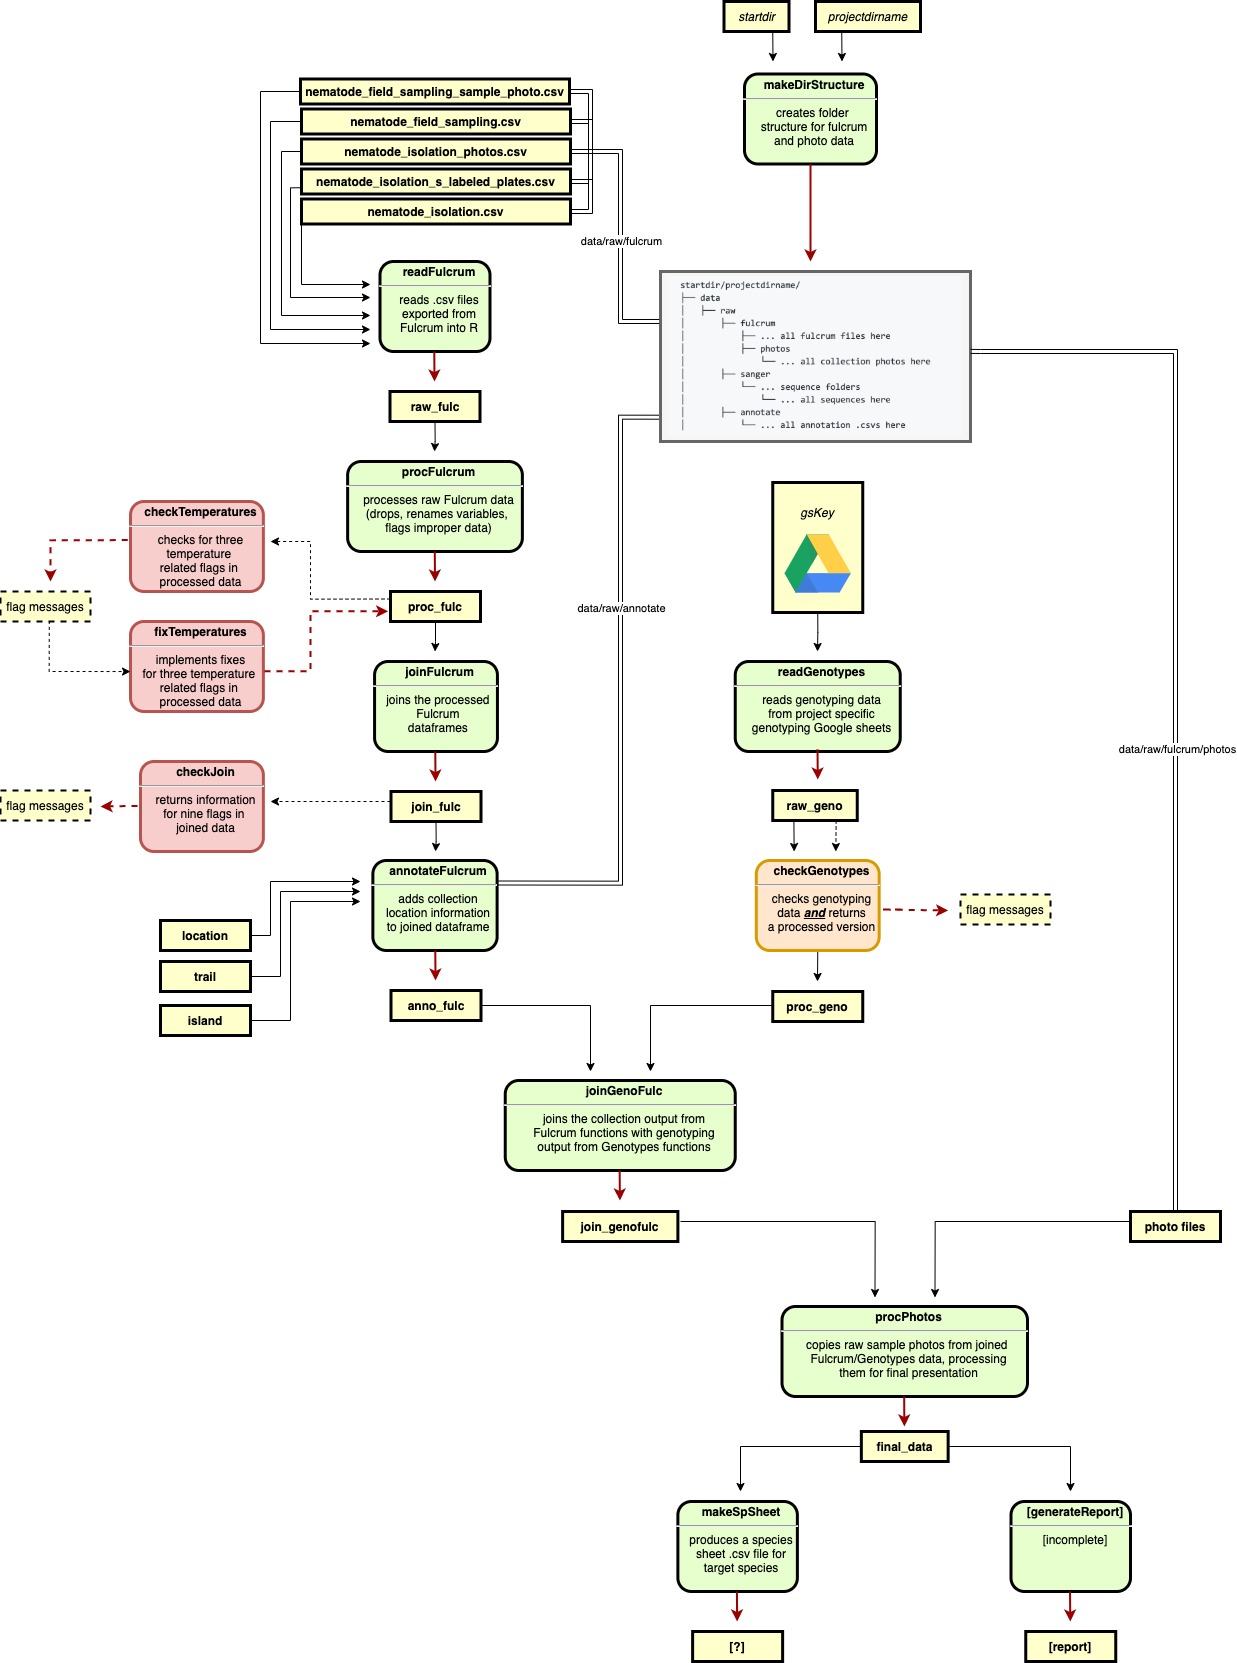 startdir
projectdirname
makeDirStructure
creates folder
structure for fulcrum
and photo data
nematode_field_sampling_sample_photo.csv
nematode_field_sampling.csv
nematode_isolation_photos.csv
nematode_isolation_s_labeled_plates.csv
nematode_isolation.csv
data/raw/fulcrum
readFulcrum
reads .csv files
exported from
Fulcrum into R
startdir/projectdirname/
├── data
│   ├── raw
│       ├── fulcrum
│           ├── ... all fulcrum files here
│           ├── photos
│               └── ... all collection photos here
│       ├── sanger
│           └── ... sequence folders
│               └── ... all sequences here
│       ├── annotate
│           └── ... all annotation .csvs here
raw_fulc
procFulcrum
processes raw Fulcrum data
(drops, renames variables,
flags improper data)
checkTemperatures
checks for three
temperature
related flags in
processed data
flag messages
proc_fulc
fixTemperatures
implements fixes
for three temperature
related flags in
processed data
data/raw/annotate
gsKey
readGenotypes
reads genotyping data
from project specific
genotyping Google sheets
joinFulcrum
joins the processed
Fulcrum
dataframes
data/raw/fulcrum/photos
checkJoin
returns information
for nine flags in
joined data
flag messages
join_fulc
raw_geno
annotateFulcrum
adds collection
location information
to joined dataframe
checkGenotypes
checks genotyping
data and returns
a processed version
flag messages
location
trail
island
anno_fulc
proc_geno
joinGenoFulc
joins the collection output from
Fulcrum functions with genotyping
output from Genotypes functions
join_genofulc
photo files
procPhotos
copies raw sample photos from joined
Fulcrum/Genotypes data, processing
them for final presentation
final_data
makeSpSheet
produces a species
sheet .csv file for
target species
[generateReport]
[incomplete]
[?]
[report]